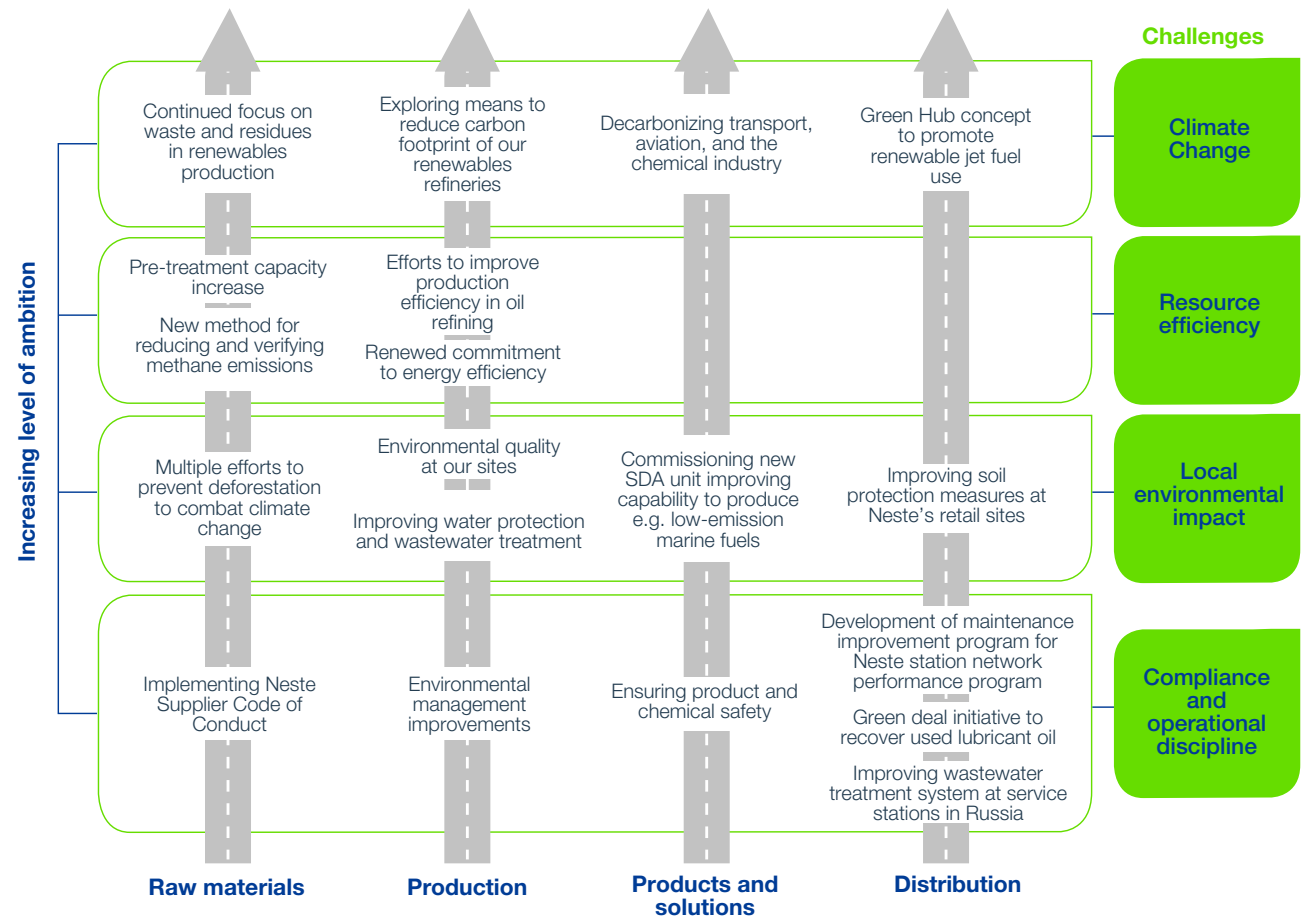 Challenges
Increasing level of ambition
Continued focus on
waste and residues
in renewables
production
Exploring means to
reduce carbon
footprint of our
renewables
refineries
Decarbonizing transport,
aviation, and the
chemical industry
Green Hub concept
to promote
renewable jet fuel
use
Climate
Change
Pre-treatment capacity
increase
New method for
reducing and verifying
methane emissions
Efforts to improve
production
efficiency in oil
refining
Renewed commitment
to energy efficiency
Resource
efficiency
Multiple efforts to
prevent deforestation
to combat climate
change
Environmental quality
at our sites
Improving water protection
and wastewater treatment
Commissioning new
SDA unit improving
capability to produce
e.g. low-emission
marine fuels
Improving soil
protection measures at
Neste's retail sites
Local
environmental
impact
Implementing Neste
Supplier Code of
Conduct
Environmental
management
improvements
Ensuring product and
chemical safety
Development of maintenance
improvement program for
Neste station network
performance program
Green deal initiative to
recover used lubricant oil
Improving wastewater
treatment system at service
stations in Russia
Compliance
and
operational
discipline
Raw materials
Production
Products and
solutions
Distribution